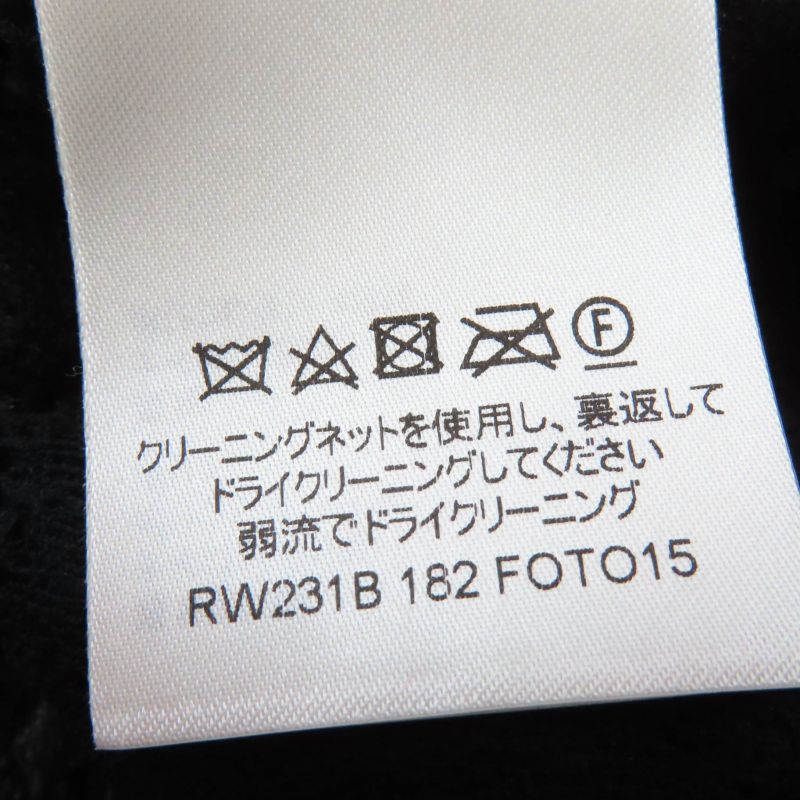 F
クリーニングネットを使用し、裏返して
ドライクリーニングしてください
弱流でドライクリーニング
RW231B 182 FOTO15